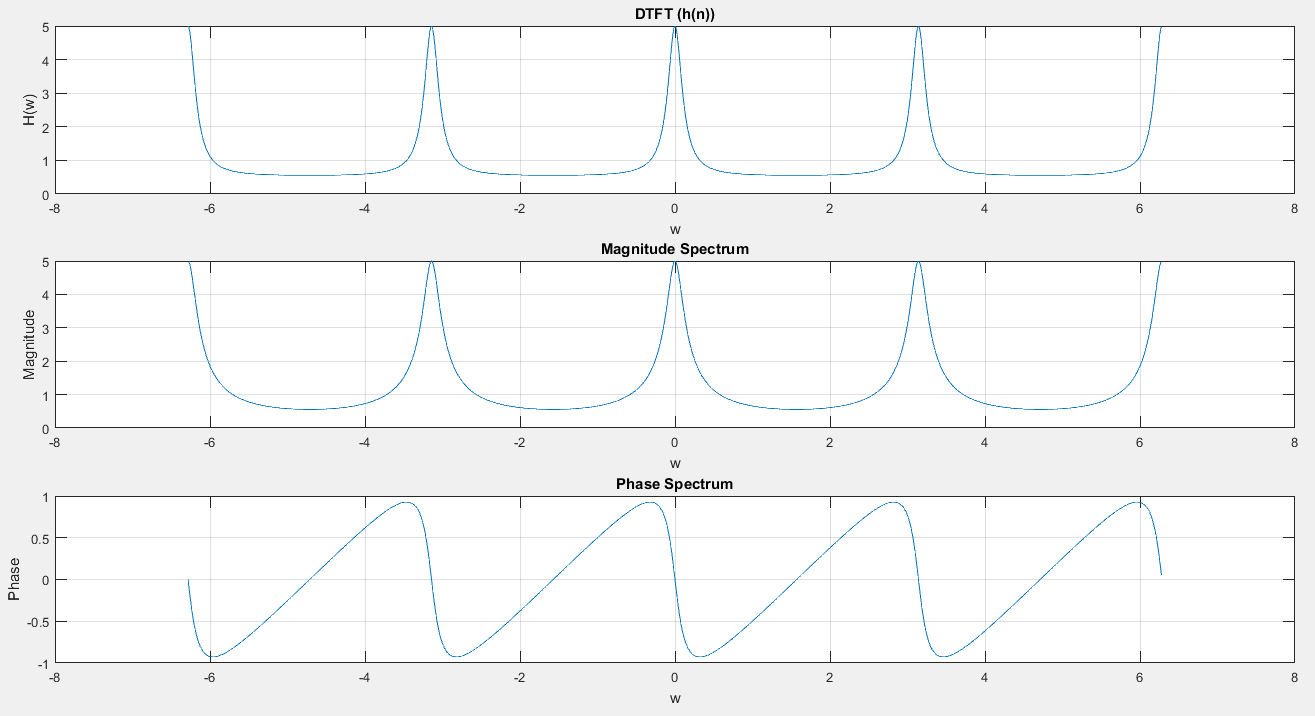 DTFT (h(n))
5
4
3
2
1
0
H(w)
-8 -6 -4 -2 0 2 4 6 8
w
Magnitude Spectrum
5
4
3
2
1
0
Magnitude
-8 -6 -4 -2 0 2 4 6 8
w
Phase Spectrum
1
0.5
0
-0.5
-1
Phase
-8 -6 -4 -2 0 2 4 6 8
w